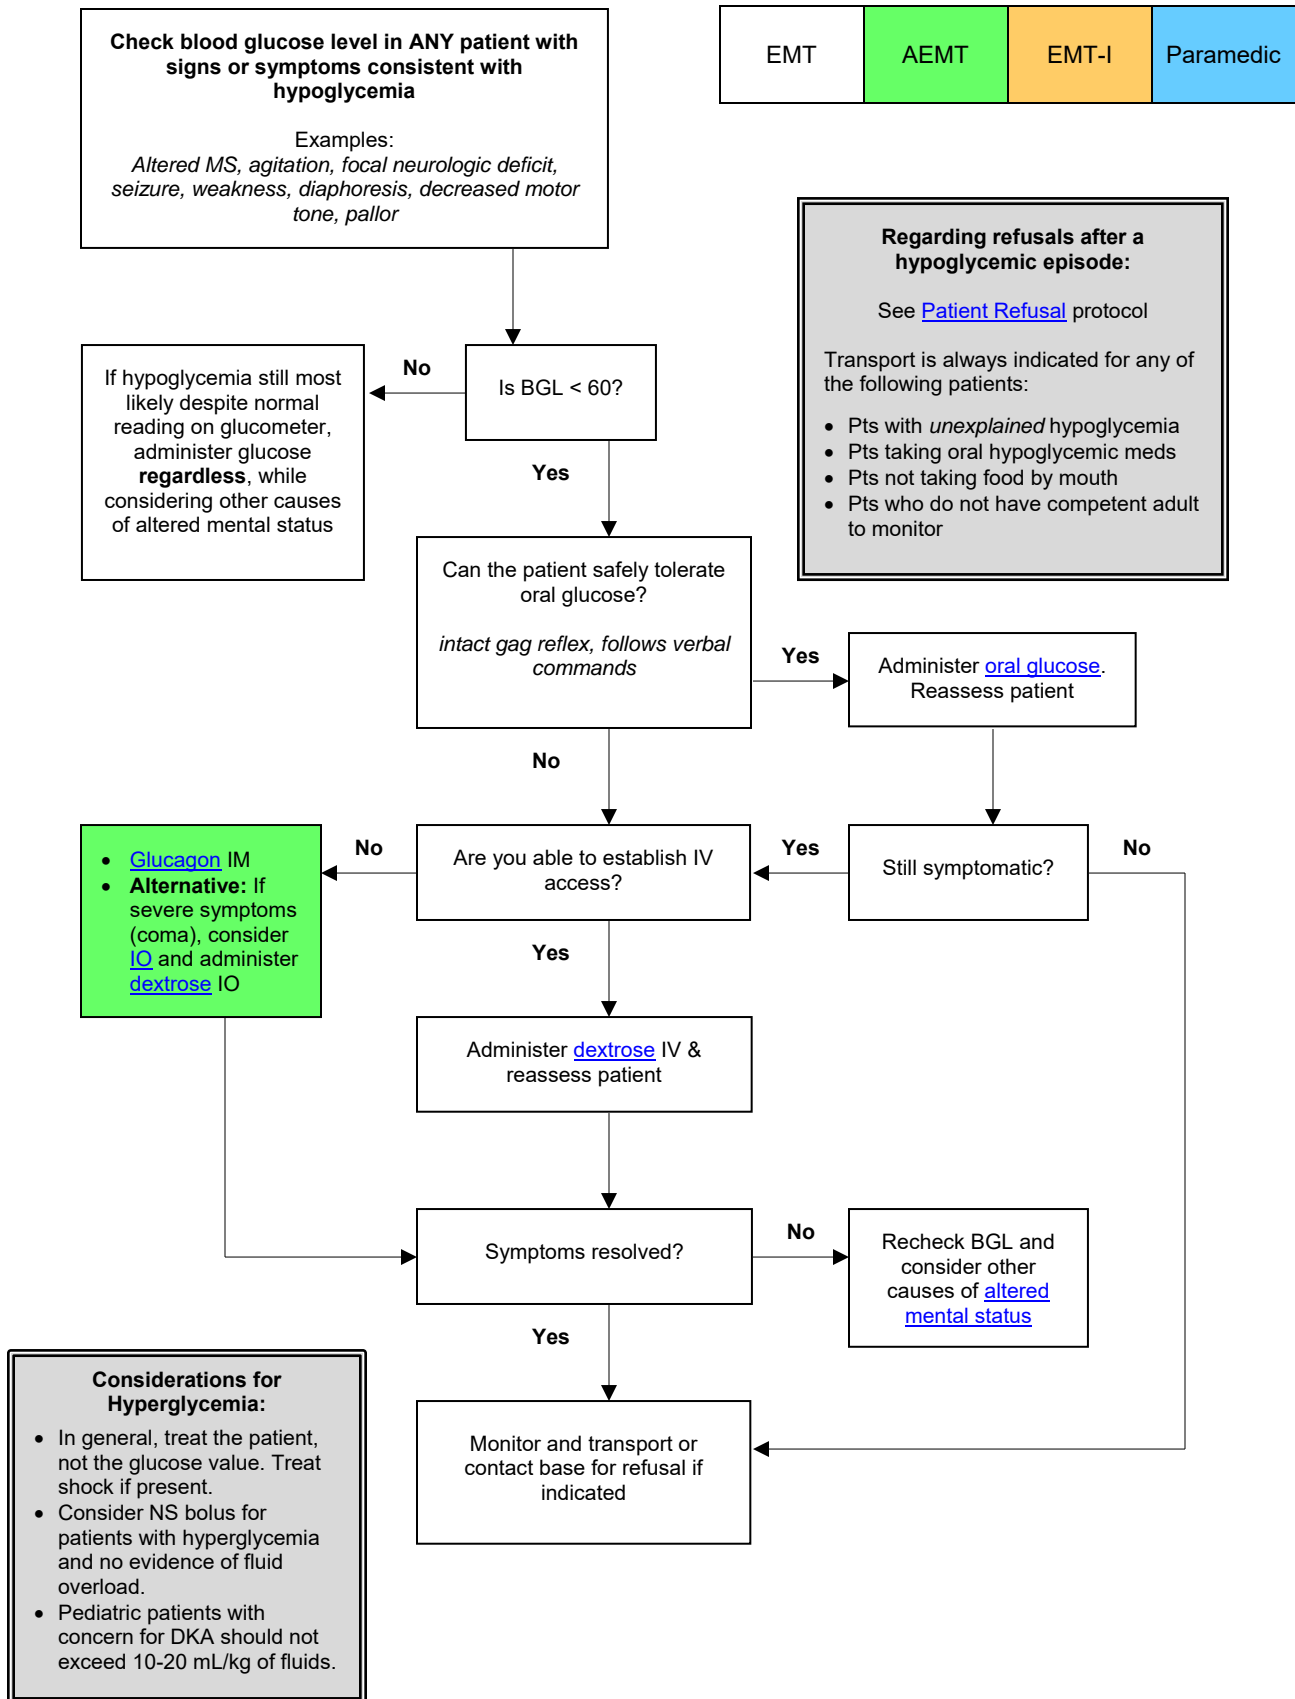 Check blood glucose level in ANY patient with
signs or symptoms consistent with
hypoglycemia
Examples:
Altered MS, agitation, focal neurologic deficit,
seizure, weakness, diaphoresis, decreased motor
tone, pallor
EMT
AEMT
EMT-I
Paramedic
Regarding refusals after a
hypoglycemic episode:
See Patient Refusal protocol
Transport is always indicated for any of
the following patients:
• Pts with unexplained hypoglycemia
• Pts taking oral hypoglycemic meds
• Pts not taking food by mouth
• Pts who do not have competent adult
to monitor
If hypoglycemia still most
likely despite normal
reading on glucometer,
administer glucose
regardless, while
considering other causes
of altered mental status
No
Is BGL < 60?
Yes
Can the patient safely tolerate
oral glucose?
intact gag reflex, follows verbal
commands
Yes
Administer oral glucose.
Reassess patient
No
• Glucagon IM
• Alternative: If
severe symptoms
(coma), consider
IO and administer
dextrose IO
No
Are you able to establish IV
access?
Yes
Still symptomatic?
No
Yes
Administer dextrose IV &
reassess patient
Symptoms resolved?
No
Recheck BGL and
consider other
causes of altered
mental status
Yes
Monitor and transport or
contact base for refusal if
indicated
Considerations for
Hyperglycemia:
• In general, treat the patient,
not the glucose value. Treat
shock if present.
• Consider NS bolus for
patients with hyperglycemia
and no evidence of fluid
overload.
• Pediatric patients with
concern for DKA should not
exceed 10-20 mL/kg of fluids.